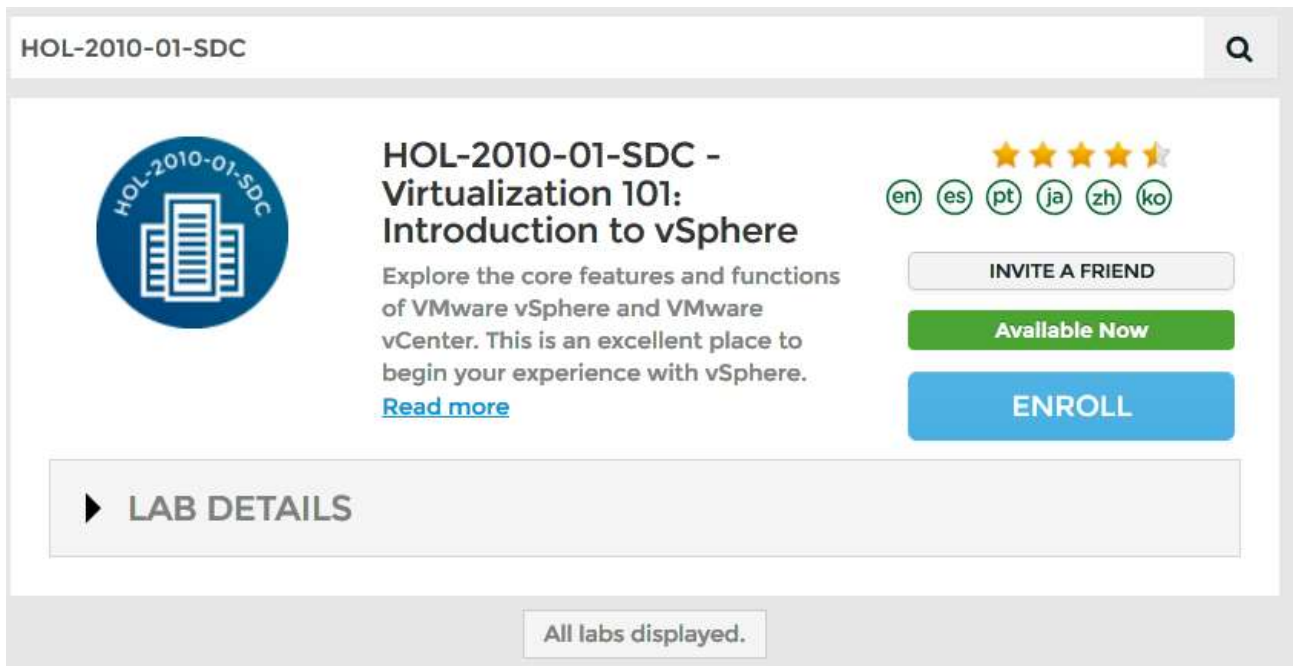 HOL-2010-01-SDC
HOL-2010-01-SDC
HOL-2010-01-SDC -
Virtualization 101:
Introduction to vSphere
Explore the core features and functions
of VMware vSphere and VMware
vCenter. This is an excellent place to
begin your experience with vSphere.
Read more
en es pt ja zh ko
INVITE A FRIEND
Available Now
ENROLL
LAB DETAILS
All labs displayed.